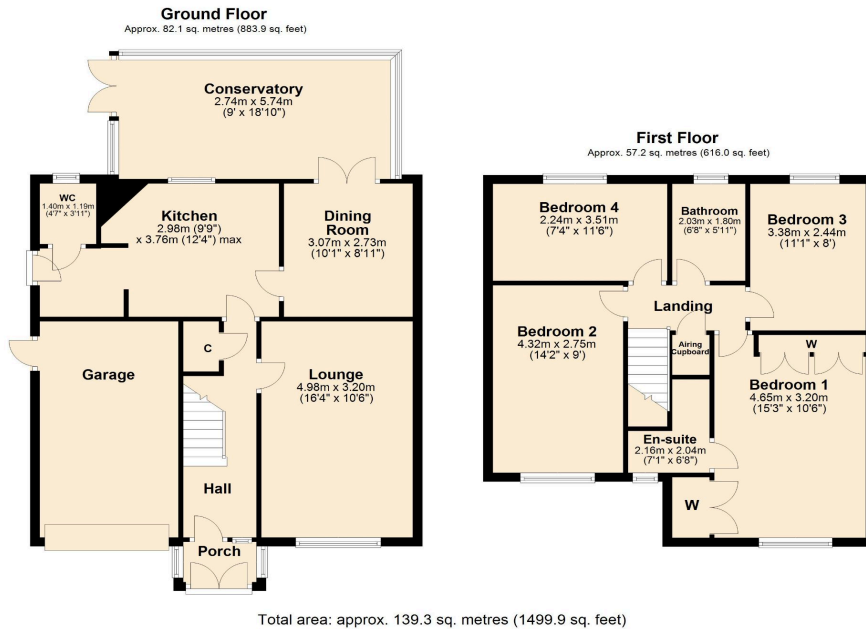 Ground Floor
Approx. 82.1 sq. metres (883.9 sq. feet)
Conservatory
2.74m x 5.74m
(9' x 18'10")
WC
1.40m x 1.19m
(4'7" x 3'11")
Kitchen
2.98m (9'9")
x 3.76m (12'4") max
Dining
Room
3.07m x 2.73m
(10'1" x 8'11")
Garage
C
Lounge
4.98m x 3.20m
(16'4" x 10'6")
Hall
Porch
First Floor
Approx. 57.2 sq. metres (616.0 sq. feet)
Bedroom 4
2.24m x 3.51m
(7'4" x 11'6")
Bathroom
2.03m x 1.80m
(6'8" x 5'11")
Bedroom 3
3.38m x 2.44m
(11'1" x 8')
Landing
Bedroom 2
4.32m x 2.75m
(14'2" x 9')
Airing
Cupboard
W
Bedroom 1
4.65m x 3.20m
(15'3" x 10'6")
En-suite
2.16m x 2.04m
(7'1" x 6'8")
W
Total area: approx. 139.3 sq. metres (1499.9 sq. feet)